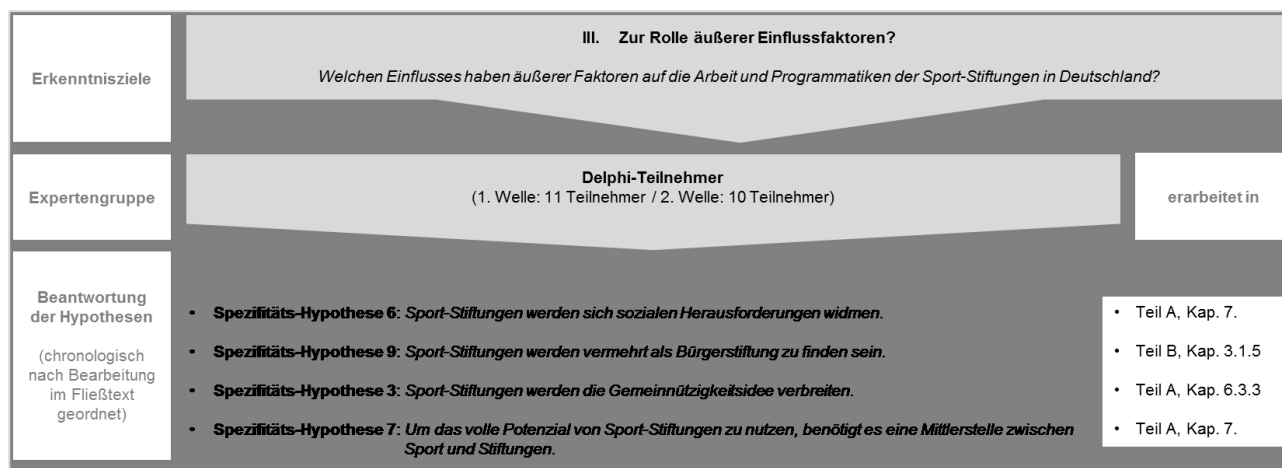 III. Zur Rolle äußerer Einflussfaktoren?
Erkenntnisziele
Welchen Einflusses haben äußerer Faktoren auf die Arbeit und Programmatiken der Sport-Stiftungen in Deutschland?
Expertengruppe
Delphi-Teilnehmer
(1. Welle: 11 Teilnehmer / 2. Welle: 10 Teilnehmer)
erarbeitet in
Beantwortung
der Hypothesen
(chronologisch
nach Bearbeitung
im Fließtext
geordnet)
• Spezifitäts-Hypothese 6: Sport-Stiftungen werden sich sozialen Herausforderungen widmen.
• Teil A, Kap. 7.
• Spezifitäts-Hypothese 9: Sport-Stiftungen werden vermehrt als Bürgerstiftung zu finden sein.
• Teil B, Kap. 3.1.5
• Spezifitäts-Hypothese 3: Sport-Stiftungen werden die Gemeinnützigkeitsidee verbreiten.
• Teil A, Kap. 6.3.3
• Spezifitäts-Hypothese 7: Um das volle Potenzial von Sport-Stiftungen zu nutzen, benötigt es eine Mittlerstelle zwischen
Sport und Stiftungen.
• Teil A, Kap. 7.